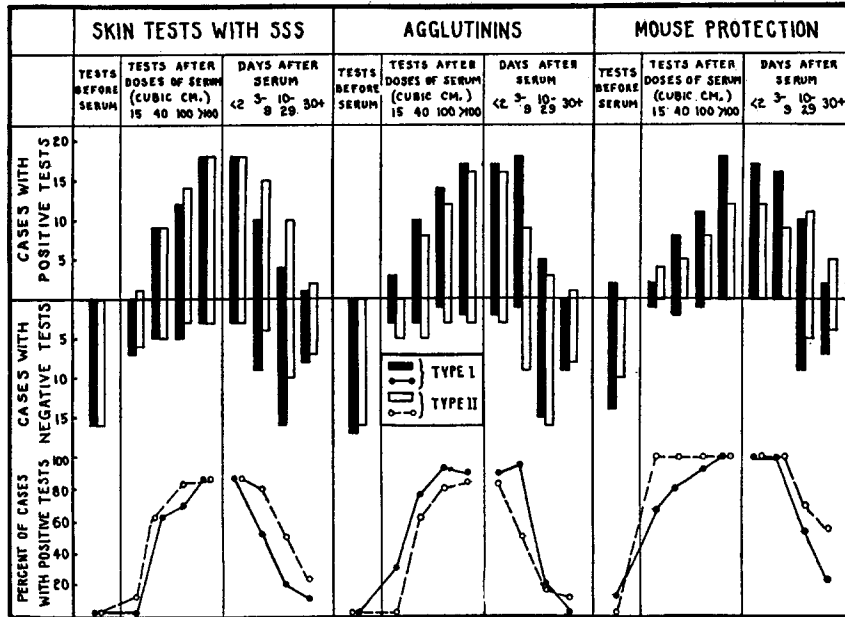 SKIN TESTS WITH SSS
AGGLUTININS
MOUSE PROTECTION
TESTS BEFORE SERUM
TESTS AFTER DOSES OF SERUM (CUBIC CM.)
15 40 100 >100
DAYS AFTER SERUM
<2 3-9 10-29 30+
TESTS BEFORE SERUM
TESTS AFTER DOSES OF SERUM (CUBIC CM.)
15 40 100 >100
DAYS AFTER SERUM
<2 3-9 10-29. 30+
TESTS BEFORE SERUM
TESTS AFTER DOSES OF SERUM (CUBIC CM.)
15 40 100 >100
DAYS AFTER SERUM
<2 3-9 10-29 30+
CASES WITH POSITIVE TESTS
20
15
10
5
CASES WITH NEGATIVE TESTS
5
10
15
TYPE I
TYPE II
PERCENT OF CASES WITH POSITIVE TESTS
100
80
60
40
20